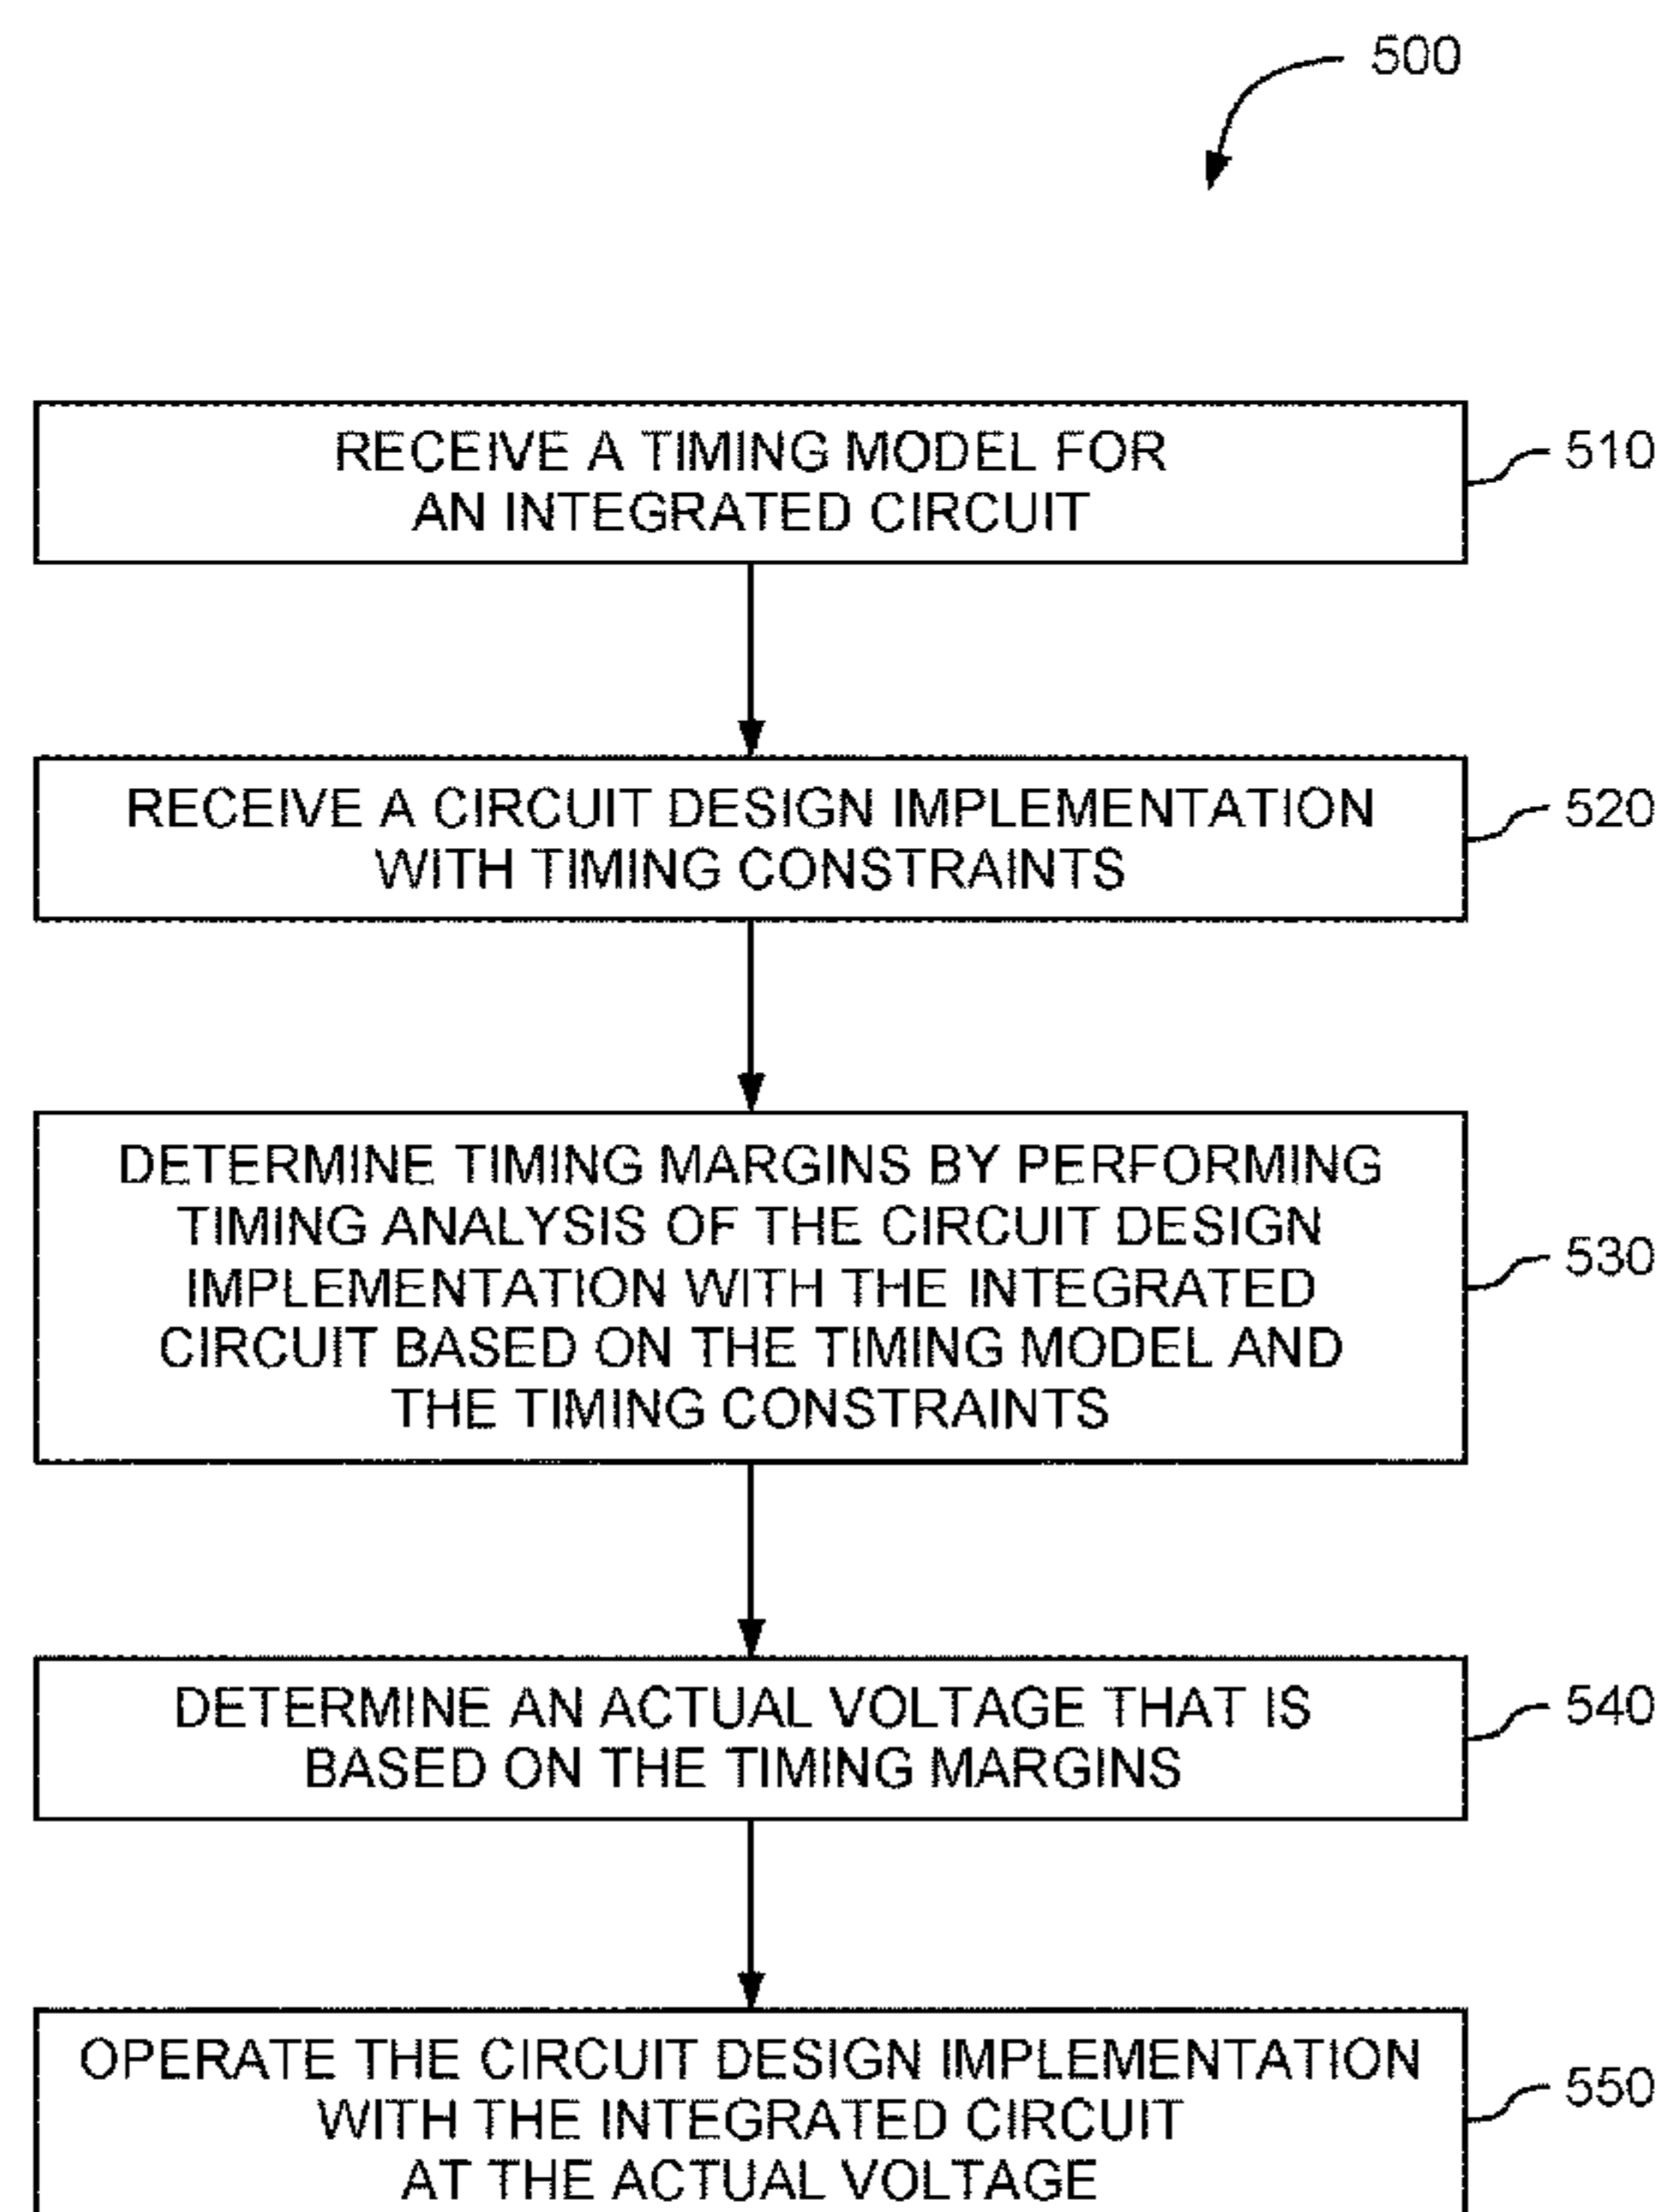 500
RECEIVE A TIMING MODEL FOR
AN INTEGRATED CIRCUIT
510
RECEIVE A CIRCUIT DESIGN IMPLEMENTATION
WITH TIMING CONSTRAINTS
520
DETERMINE TIMING MARGINS BY PERFORMING
TIMING ANALYSIS OF THE CIRCUIT DESIGN
IMPLEMENTATION WITH THE INTEGRATED
CIRCUIT BASED ON THE TIMING MODEL AND
THE TIMING CONSTRAINTS
530
DETERMINE AN ACTUAL VOLTAGE THAT IS
BASED ON THE TIMING MARGINS
540
OPERATE THE CIRCUIT DESIGN IMPLEMENTATION
WITH THE INTEGRATED CIRCUIT
AT THE ACTUAL VOLTAGE
550